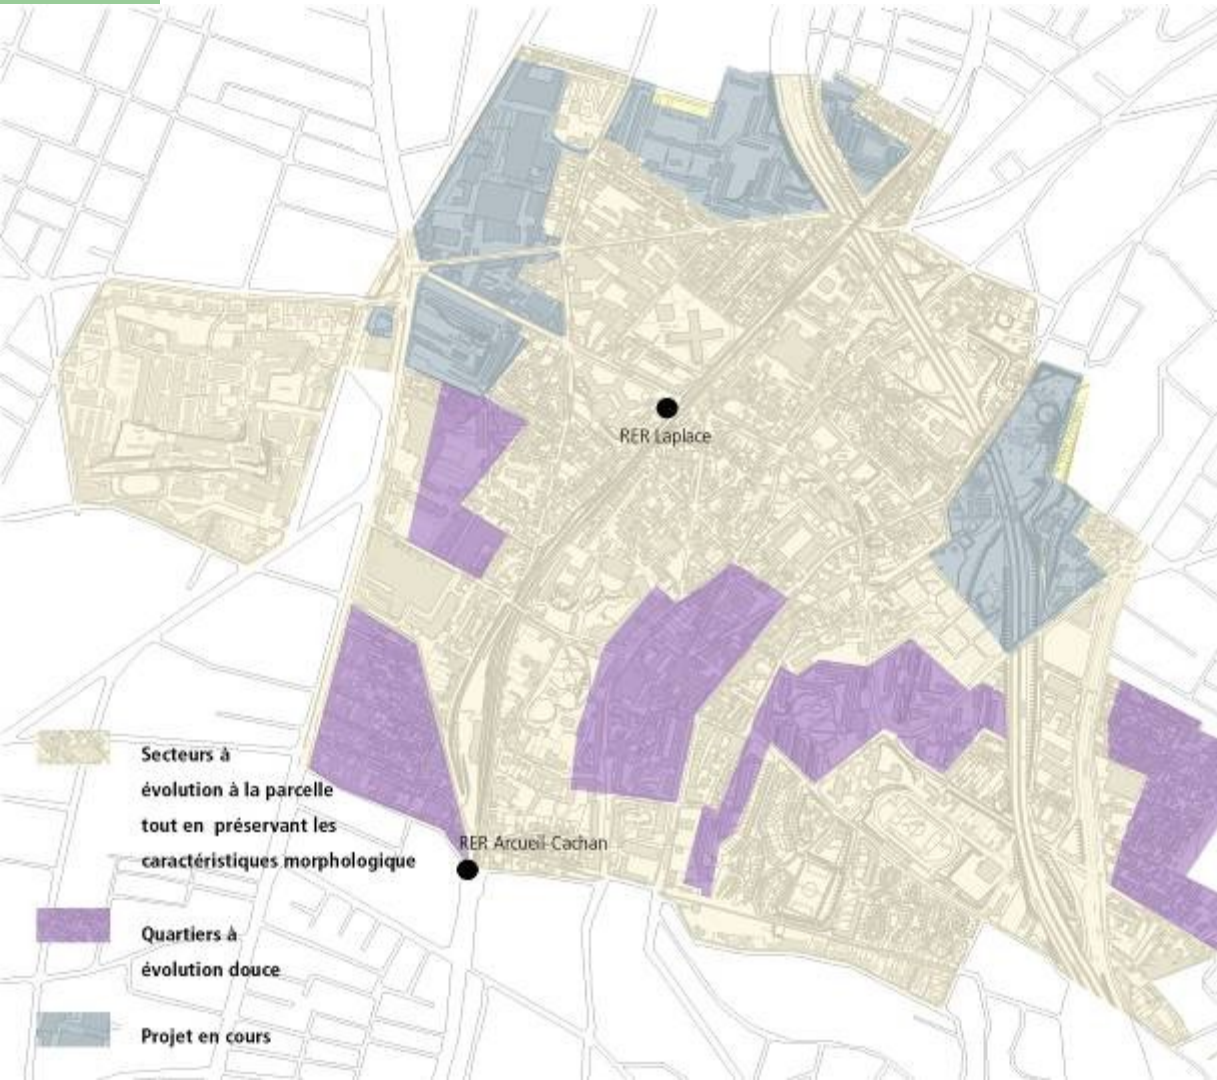 RER Laplace
Secteurs à
évolution à la parcelle
tout en préservant les
caractéristiques morphologique
RER Arcueil-Cachan
Quartiers à
évolution douce
Projet en cours